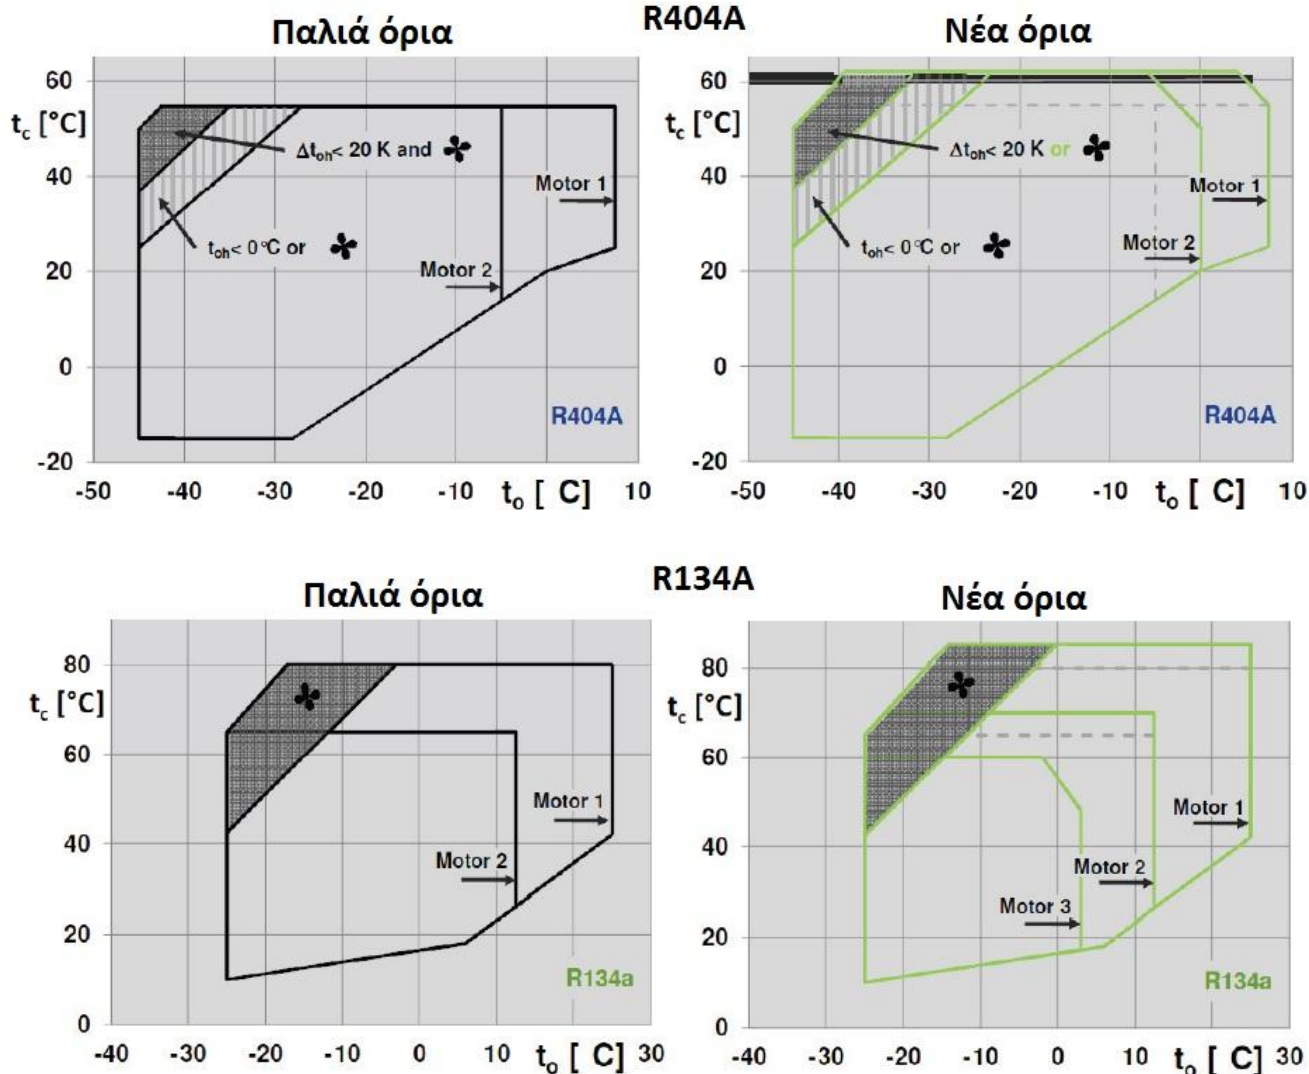 R404A
Παλιά όρια
Νέα όρια
60
t_c [°C]
40
20
0
-20
Δt_oh< 20 K and
Motor 1
t_oh< 0°C or
Motor 2
R404A
-50 -40 -30 -20 -10 t_o [ C] 10
60
t_c [°C]
40
20
0
-20
Δt_oh< 20 K or
Motor 1
t_oh< 0°C or
Motor 2
R404A
-50 -40 -30 -20 -10 t_o [ C] 10
R134A
Παλιά όρια
Νέα όρια
80
t_c [°C]
60
40
20
0
Motor 1
Motor 2
R134a
-40 -30 -20 -10 0 10 t_o [ C] 30
80
t_c [°C]
60
40
20
0
Motor 1
Motor 2
Motor 3
R134a
-40 -30 -20 -10 0 10 t_o [ C] 30